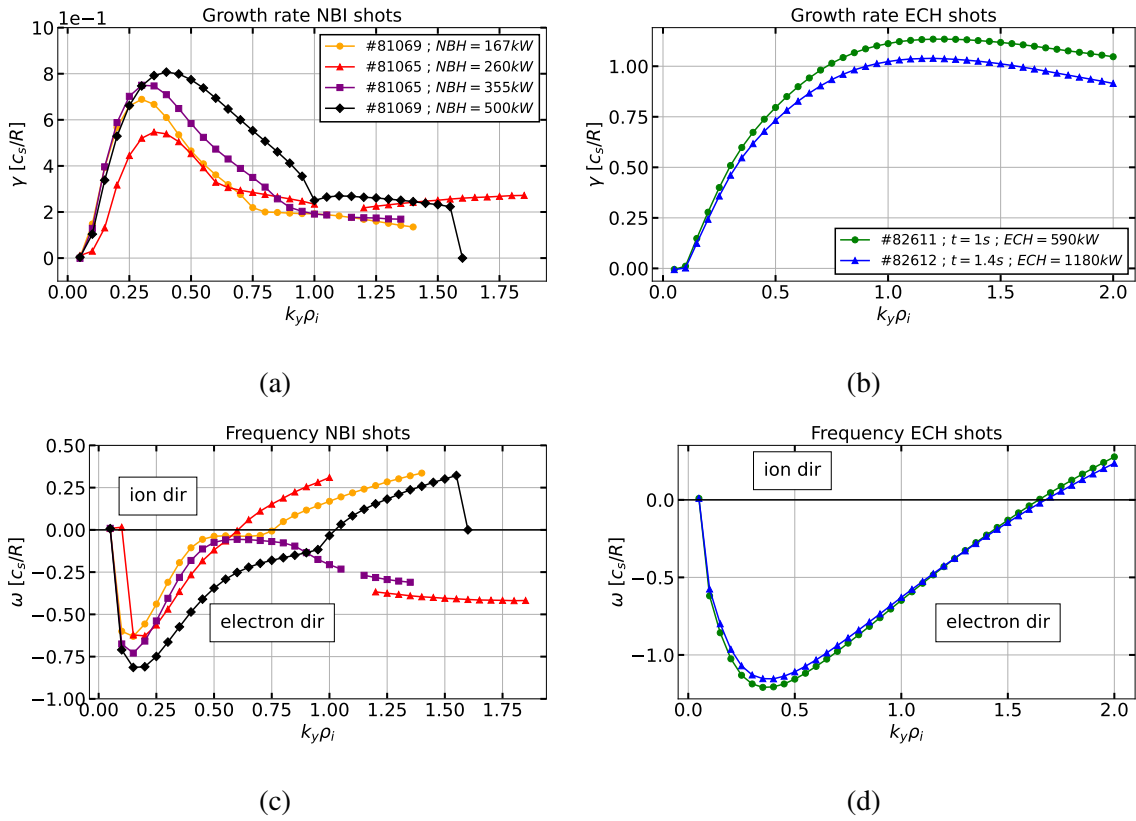 Growth rate NBI shots
1e−1
8
6
4
2
0
γ [c_s/R]
#81069 ; NBH = 167kW
#81065 ; NBH = 260kW
#81065 ; NBH = 355kW
#81069 ; NBH = 500kW
0.00 0.25 0.50 0.75 1.00 1.25 1.50 1.75
k_yρ_i
(a)
Growth rate ECH shots
1.00
0.75
0.50
0.25
0.00
γ [c_s/R]
#82611 ; t = 1s ; ECH = 590kW
#82612 ; t = 1.4s ; ECH = 1180kW
0.0 0.5 1.0 1.5 2.0
k_yρ_i
(b)
Frequency NBI shots
0.50
0.25
0.00
−0.25
−0.50
−0.75
−1.00
ω [c_s/R]
ion dir
electron dir
0.00 0.25 0.50 0.75 1.00 1.25 1.50 1.75
k_yρ_i
(c)
Frequency ECH shots
0.0
−0.5
−1.0
ω [c_s/R]
ion dir
electron dir
0.0 0.5 1.0 1.5 2.0
k_yρ_i
(d)